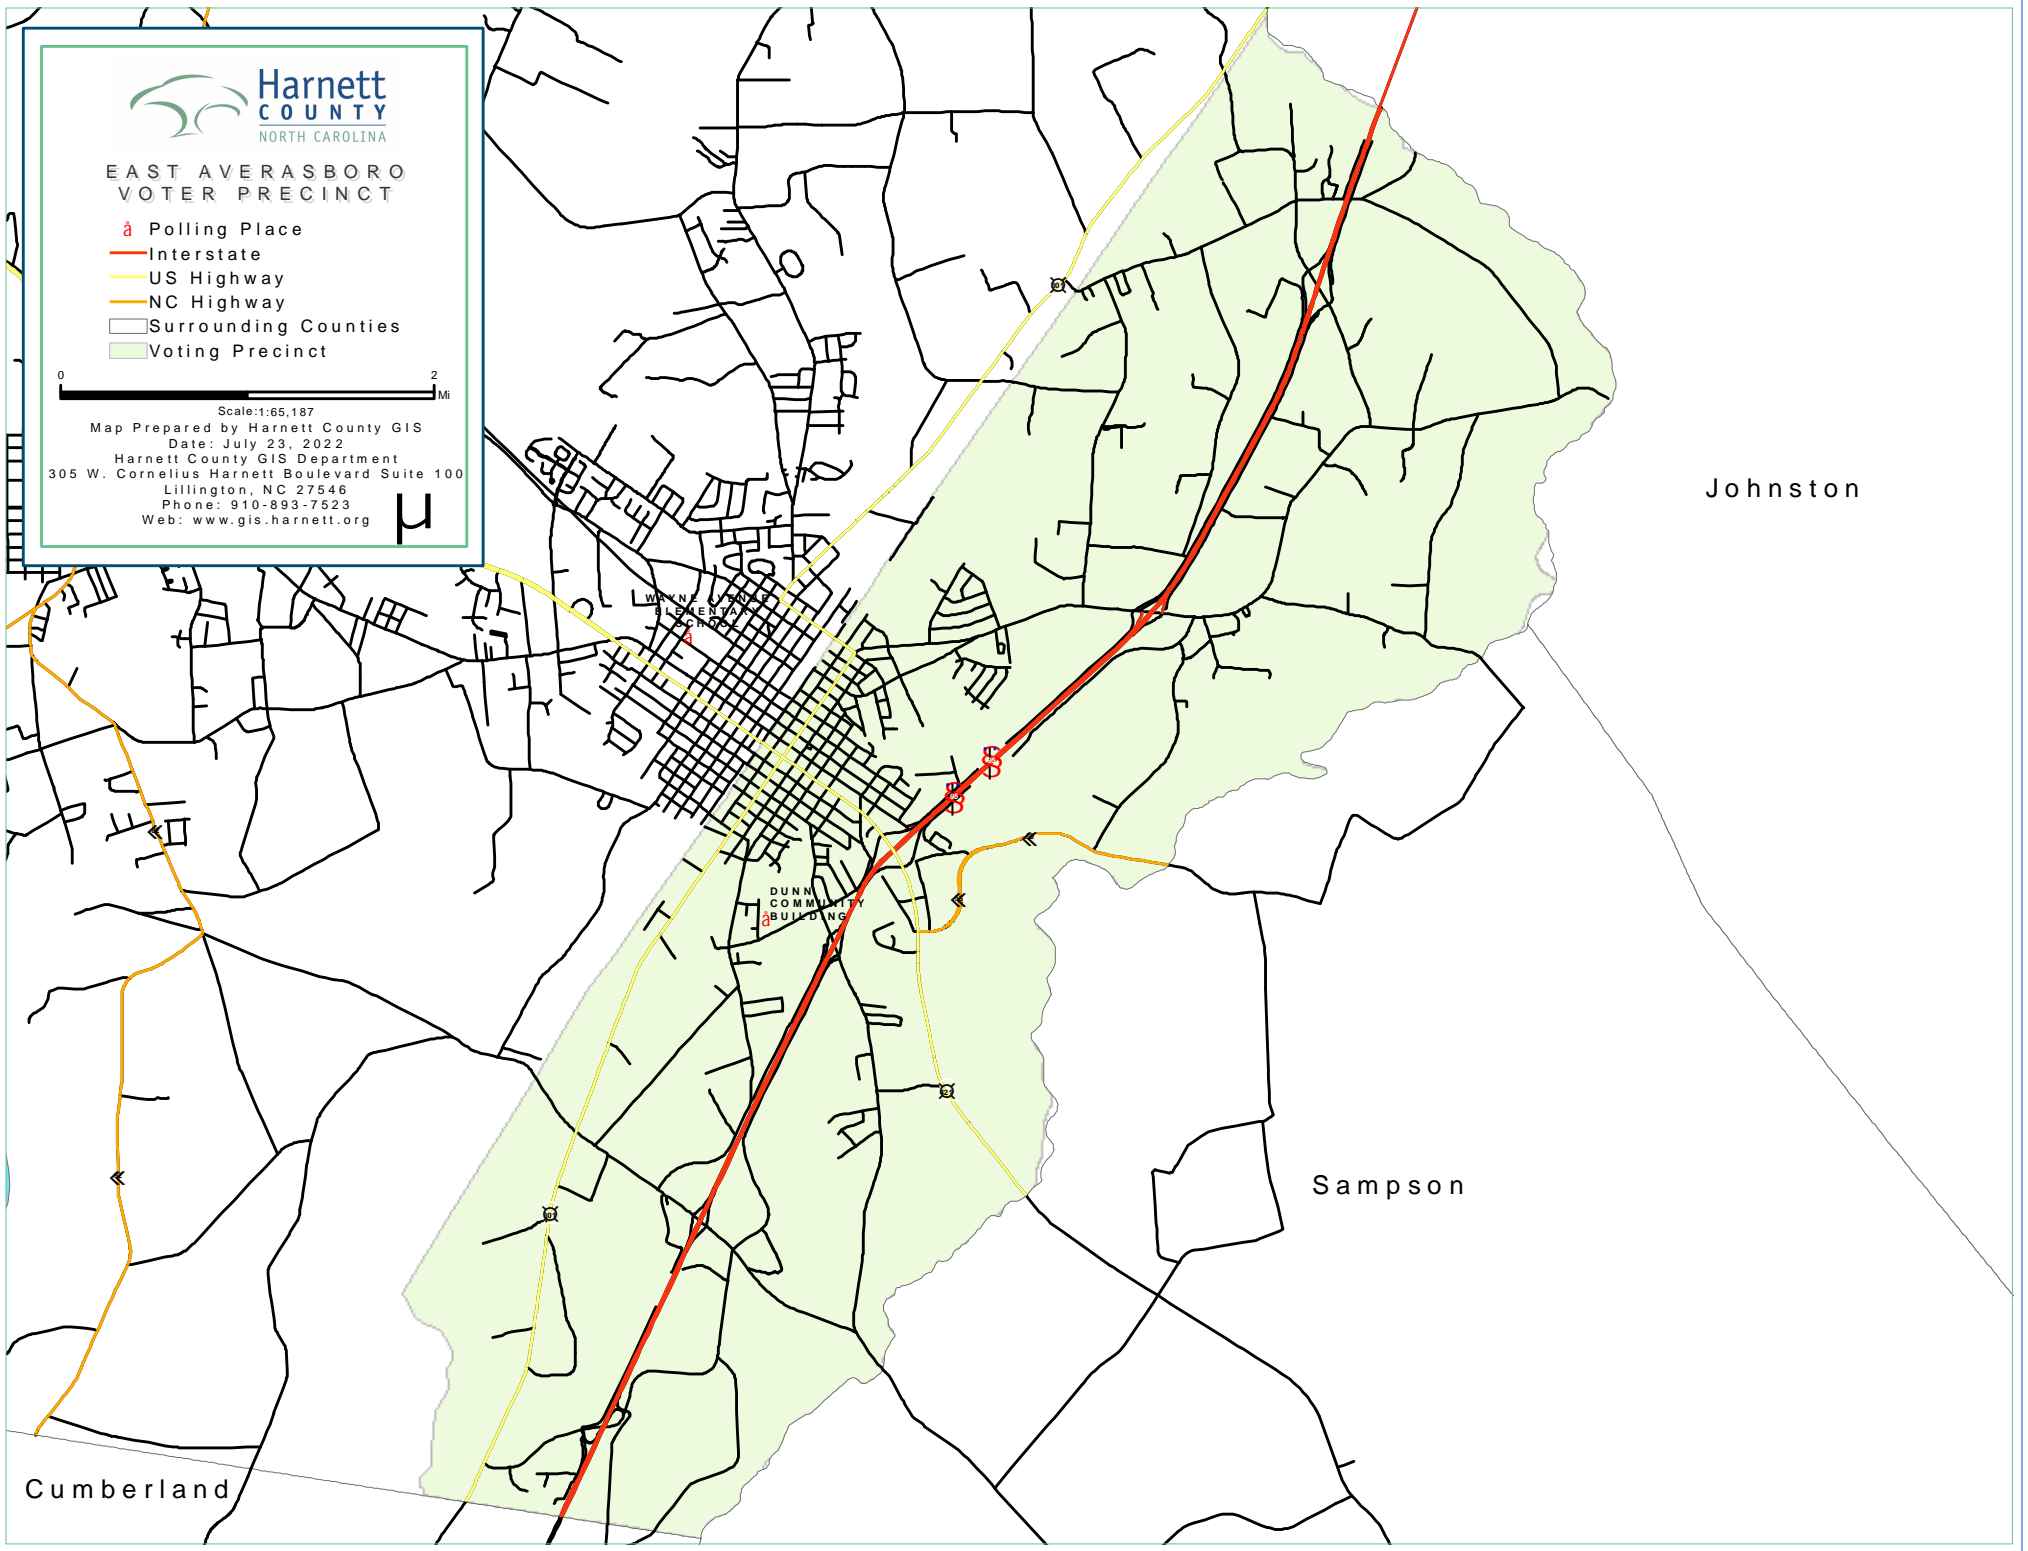 Harnett
COUNTY
NORTH CAROLINA
EAST AVERASBORO
VOTER PRECINCT
å Polling Place
Interstate
US Highway
NC Highway
Surrounding Counties
Voting Precinct
0 2
Mi
Scale:1:65,187
Map Prepared by Harnett County GIS
Date: July 23, 2022
Harnett County GIS Department
305 W. Cornelius Harnett Boulevard Suite 100
Lillington, NC 27546
Phone: 910-893-7523
Web: www.gis.harnett.org
µ
301
Johnston
WAYNE AVENUE
ELEMENTARY
SCHOOL
å
DUNN
COMMUNITY
å BUILDING
421
Sampson
301
Cumberland